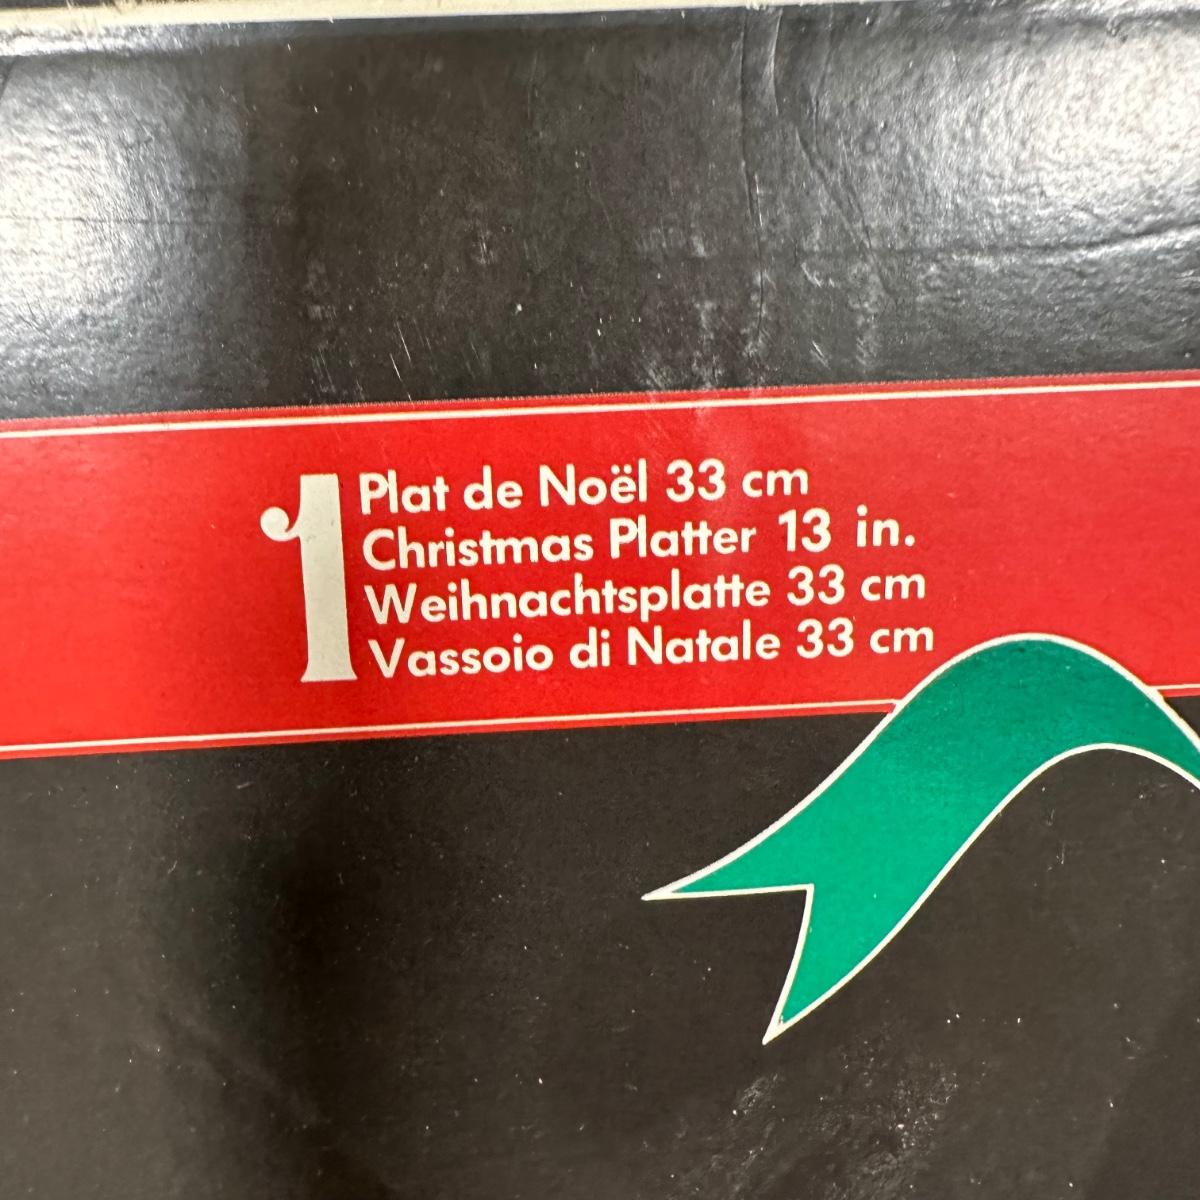 1
Plat de Noël 33 cm
Christmas Platter 13 in.
Weihnachtsplatte 33 cm
Vassoio di Natale 33 cm